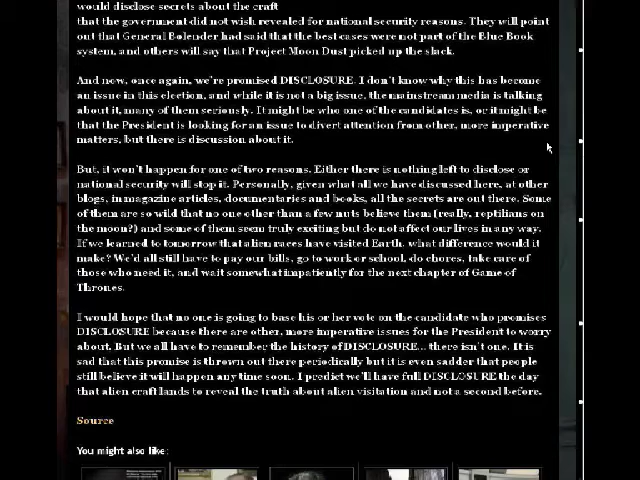 would disclose secrets about the craft
that the government did not wish revealed for national security reasons. They will point
out that General Bolender had said that the best cases were not part of the Blue Book
system, and others will say that Project Moon Dust picked up the slack.
And now, once again, we're promised DISCLOSURE. I don't know why this has become
an issue in this election, and while it is not a big issue, the mainstream media is talking
about it, many of them seriously. It might be who one of the candidates is, or it might be
that the President is looking for an issue to divert attention from other, more imperative
matters, but there is discussion about it.
But, it won't happen for one of two reasons. Either there is nothing left to disclose or
national security will stop it. Personally, given what all we have discussed here, at other
blogs, in magazine articles, documentaries and books, all the secrets are out there. Some
of them are so wild that no one other than a few nuts believe them (really, reptilians on
the moon?) and some of them seem truly exciting but do not affect our lives in any way.
If we learned to tomorrow that alien races have visited Earth, what difference would it
make? We'd all still have to pay our bills, go to work or school, do chores, take care of
those who need it, and wait somewhat impatiently for the next chapter of Game of
Thrones.
I would hope that no one is going to base his or her vote on the candidate who promises
DISCLOSURE because there are other, more imperative issues for the President to worry
about. But we all have to remember the history of DISCLOSURE... there isn't one. It is
sad that this promise is thrown out there periodically but it is even sadder that people
still believe it will happen any time soon. I predict we'll have full DISCLOSURE the day
that alien craft lands to reveal the truth about alien visitation and not a second before.
Source
You might also like: